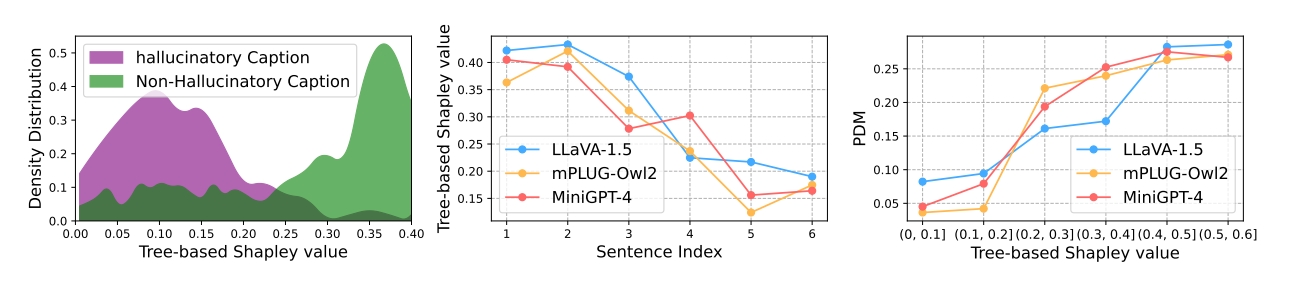 Density Distribution
0.5
0.4
0.3
0.2
0.1
0.0
hallucinatory Caption
Non-Hallucinatory Caption
0.00 0.05 0.10 0.15 0.20 0.25 0.30 0.35 0.40
Tree-based Shapley value
Tree-based Shapley value
0.40
0.35
0.30
0.25
0.20
0.15
LLaVA-1.5
mPLUG-Owl2
MiniGPT-4
1 2 3 4 5 6
Sentence Index
PDM
0.25
0.20
0.15
0.10
0.05
LLaVA-1.5
mPLUG-Owl2
MiniGPT-4
(0, 0.1] (0.1, 0.2] (0.2, 0.3] (0.3, 0.4] (0.4, 0.5] (0.5, 0.6]
Tree-based Shapley value